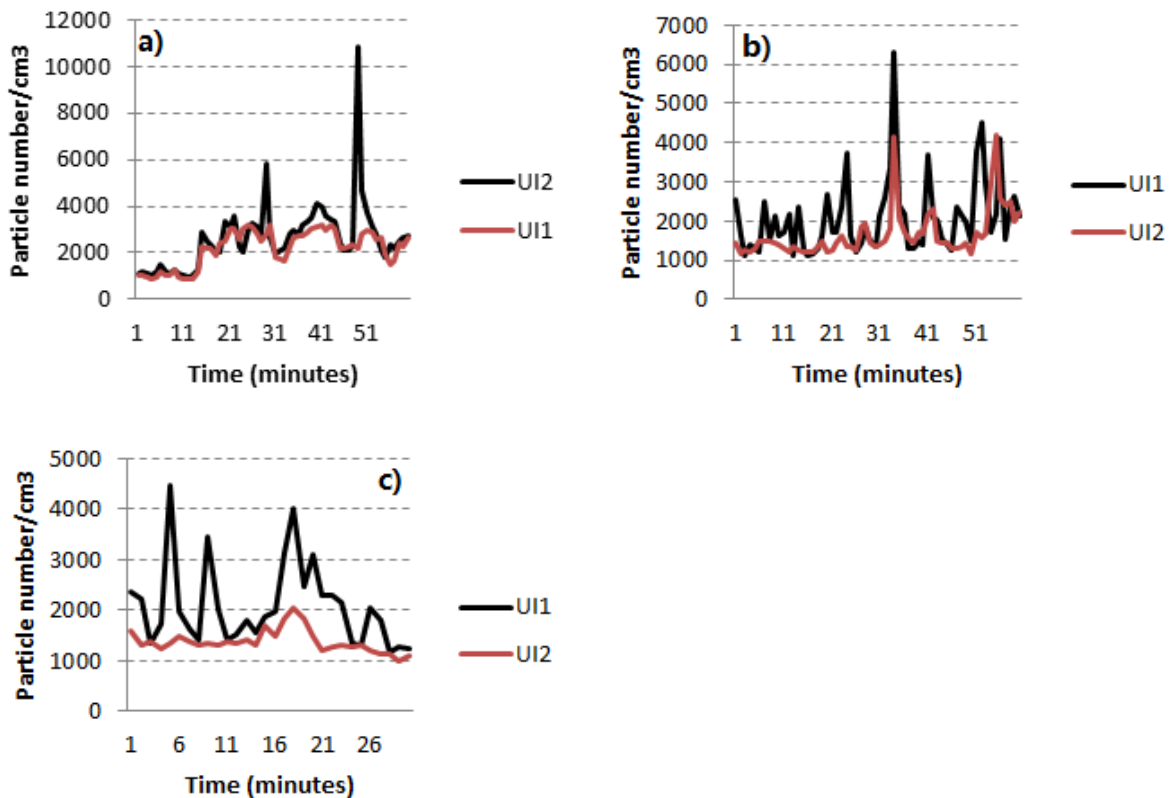 a)
Particle number/cm3
12000
10000
8000
6000
4000
2000
0
1 11 21 31 41 51
Time (minutes)
UI2
UI1
b)
Particle number/cm3
7000
6000
5000
4000
3000
2000
1000
0
1 11 21 31 41 51
Time (minutes)
UI1
UI2
c)
Particle number/cm3
5000
4000
3000
2000
1000
0
1 6 11 16 21 26
Time (minutes)
UI1
UI2